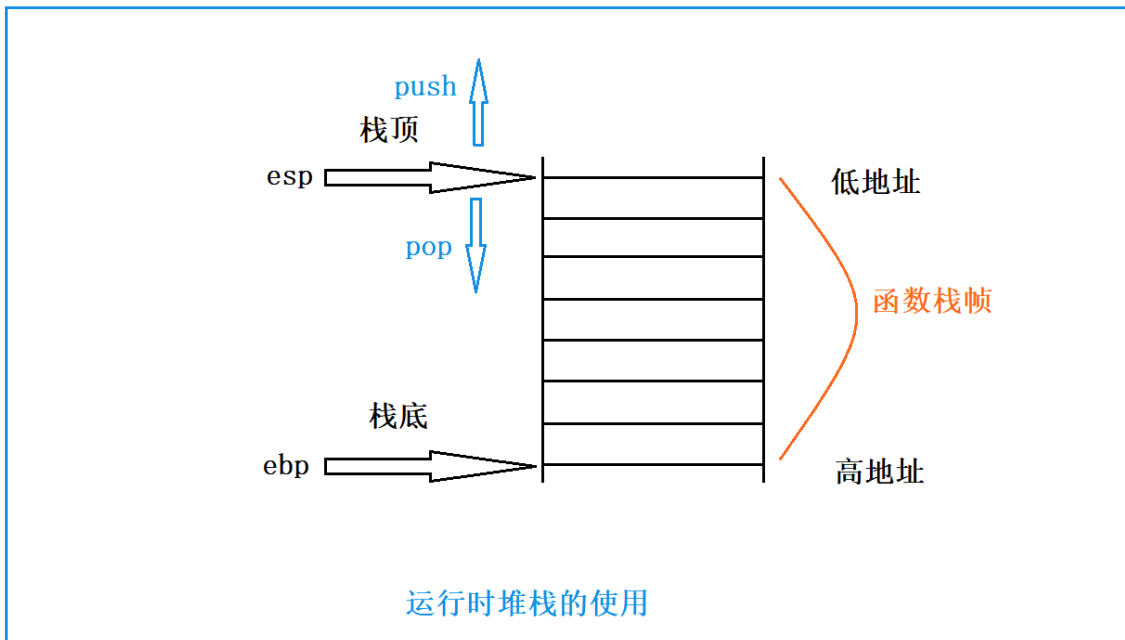 push
栈顶
esp
低地址
pop
函数栈帧
栈底
ebp
高地址
运行时堆栈的使用